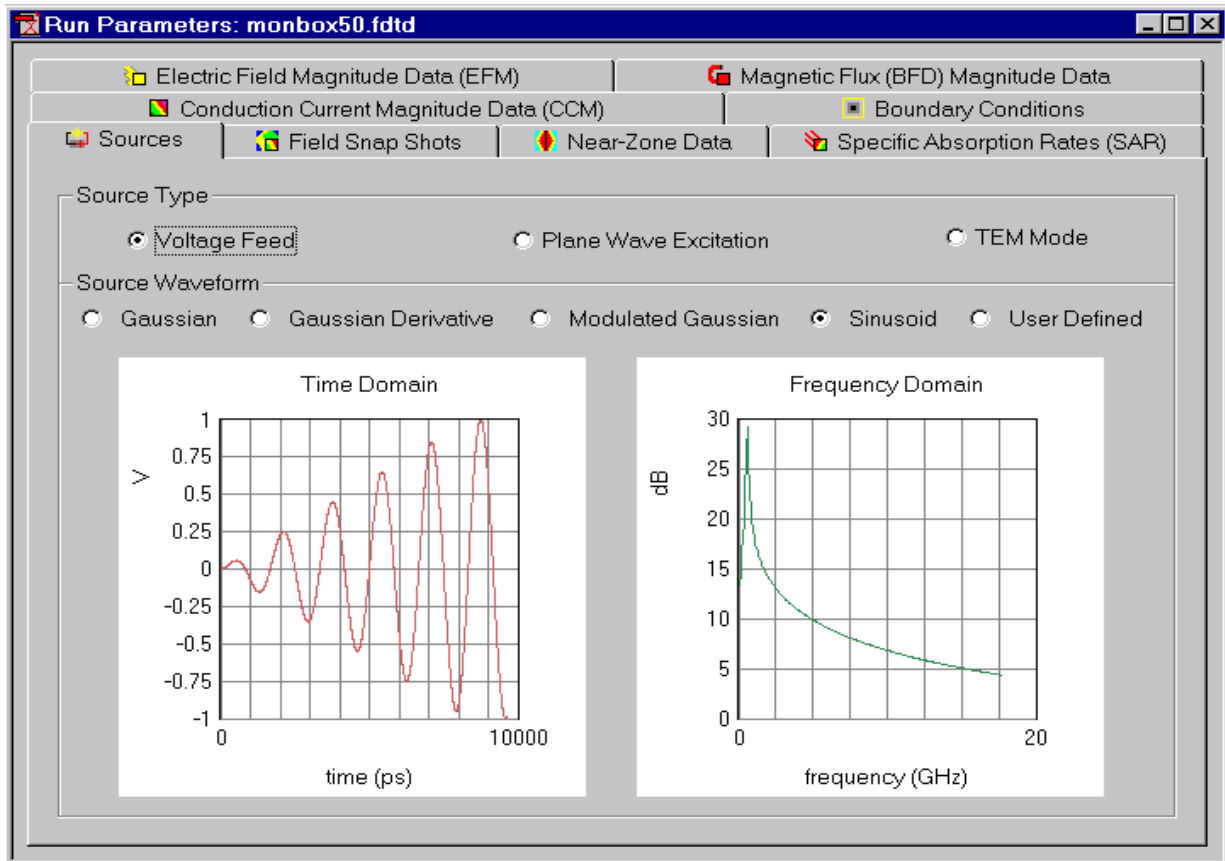 Run Parameters: monbox50.fdtd
Electric Field Magnitude Data (EFM)
Magnetic Flux (BFD) Magnitude Data
Conduction Current Magnitude Data (CCM)
Boundary Conditions
Sources
Field Snap Shots
Near-Zone Data
Specific Absorption Rates (SAR)
Source Type
Voltage Feed
Plane Wave Excitation
TEM Mode
Source Waveform
Gaussian
Gaussian Derivative
Modulated Gaussian
Sinusoid
User Defined
Time Domain
V
1
0.75
0.5
0.25
0
-0.25
-0.5
-0.75
-1
0
10000
time (ps)
Frequency Domain
dB
30
25
20
15
10
5
0
0
20
frequency (GHz)